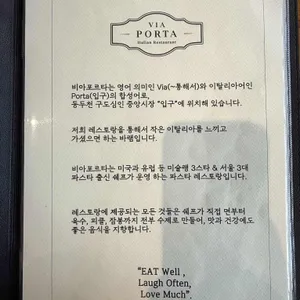 VIA
PORTA
Italian Restaurant
비아포르타는 영어 의미인 Via(~통해서)와 이탈리아어인
Porta(입구)의 합성어로,
동두천 구도심인 중앙시장 "입구"에 위치해 있습니다.
저희 레스토랑을 통해서 작은 이탈리아를 느끼고
가셨으면 하는 바램입니다.
비아포르타는 미국과 유럽 등 미슐랭 3스타 & 서울 3대
파스타 출신 쉐프가 운영 하는 파스타 레스토랑입니다.
레스토랑에 제공되는 모든 것들은 쉐프가 직접 면부터
육수, 피클, 잠봉까지 전부 수제로 만들어, 맛과 건강에도
좋은 음식을 지향합니다.
"EAT Well ,
Laugh Often,
Love Much".